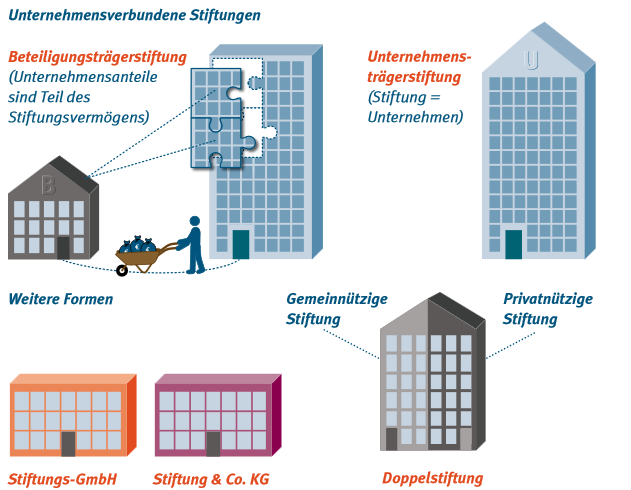 Unternehmensverbundene Stiftungen
Beteiligungsträgerstiftung
(Unternehmensanteile
sind Teil des
Stiftungsvermögens)
Unternehmens-
trägerstiftung
(Stiftung =
Unternehmen)
U
B
Weitere Formen
Gemeinnützige
Stiftung
Privatnützige
Stiftung
Stiftungs-GmbH
Stiftung & Co. KG
Doppelstiftung